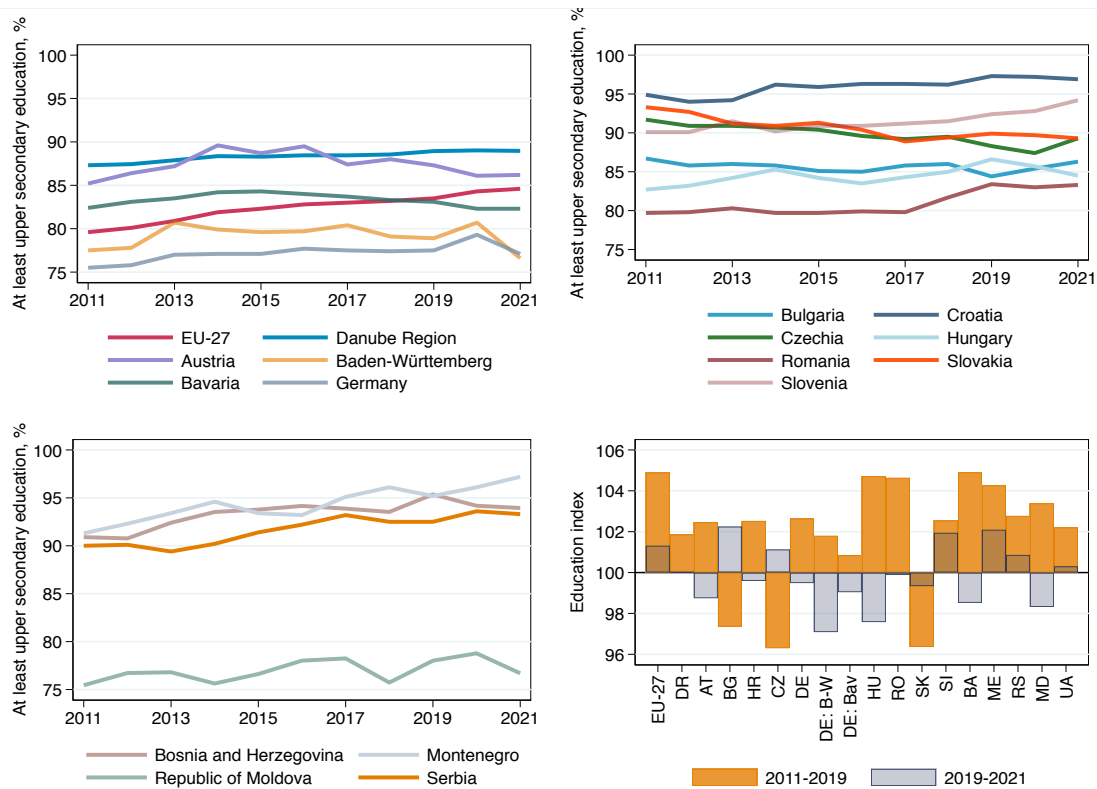 At least upper secondary education, %
100
95
90
85
80
75
2011 2013 2015 2017 2019 2021
EU-27 Danube Region
Austria Baden-Württemberg
Bavaria Germany
At least upper secondary education, %
100
95
90
85
80
75
2011 2013 2015 2017 2019 2021
Bulgaria Croatia
Czechia Hungary
Romania Slovakia
Slovenia
At least upper secondary education, %
100
95
90
85
80
75
2011 2013 2015 2017 2019 2021
Bosnia and Herzegovina Montenegro
Republic of Moldova Serbia
Education index
106
104
102
100
98
96
EU-27 DR AT BG HR CZ DE DE: B-W DE: Bav HU RO SK SI BA ME RS MD UA
2011-2019 2019-2021